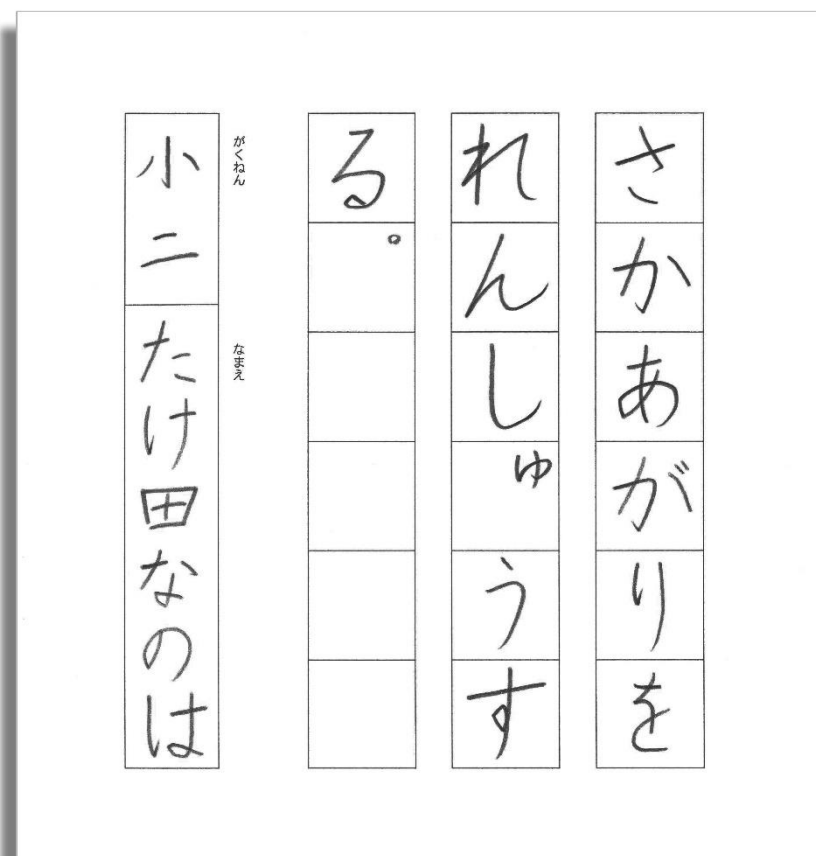 さかあがりを
れんしゅうす
る。
がくねん
小二
なまえ
たけ田なのは